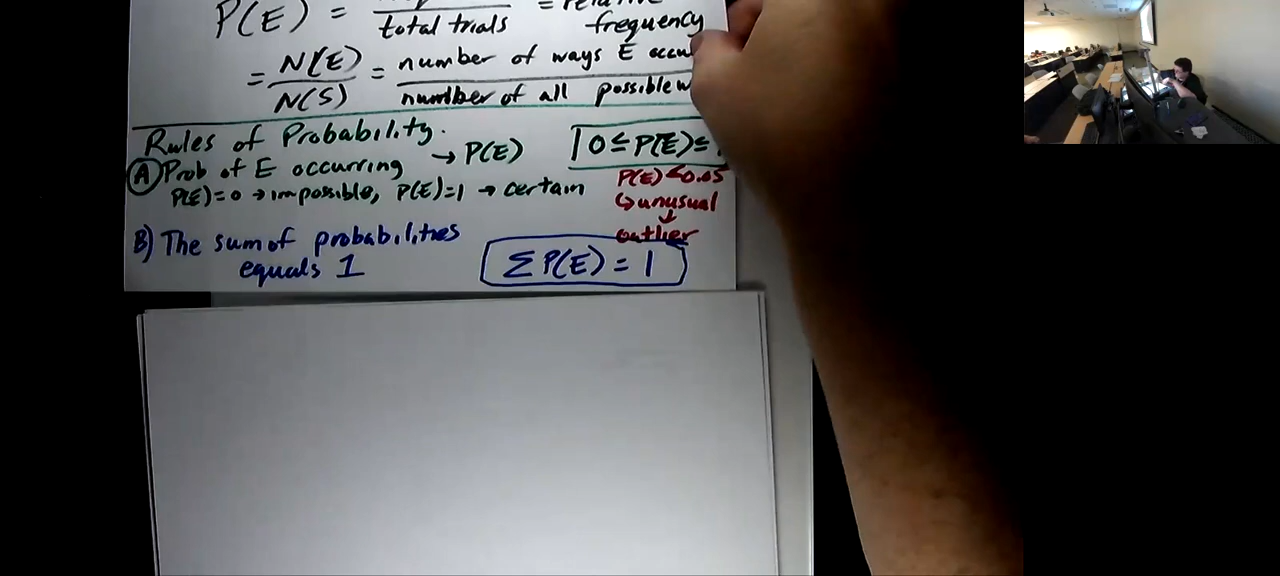 P(E) = total trials = relative frequency
= N(E)/N(S) = number of ways E occu
number of all possible w
Rules of Probability.
A Prob of E occurring → P(E)
0 ≤ P(E) ≤
P(E)=0 → impossible, P(E)=1 → certain
P(E) < 0.05
↳ unusual
↓
outlier
B) The sum of probabilities
equals 1
Σ P(E) = 1